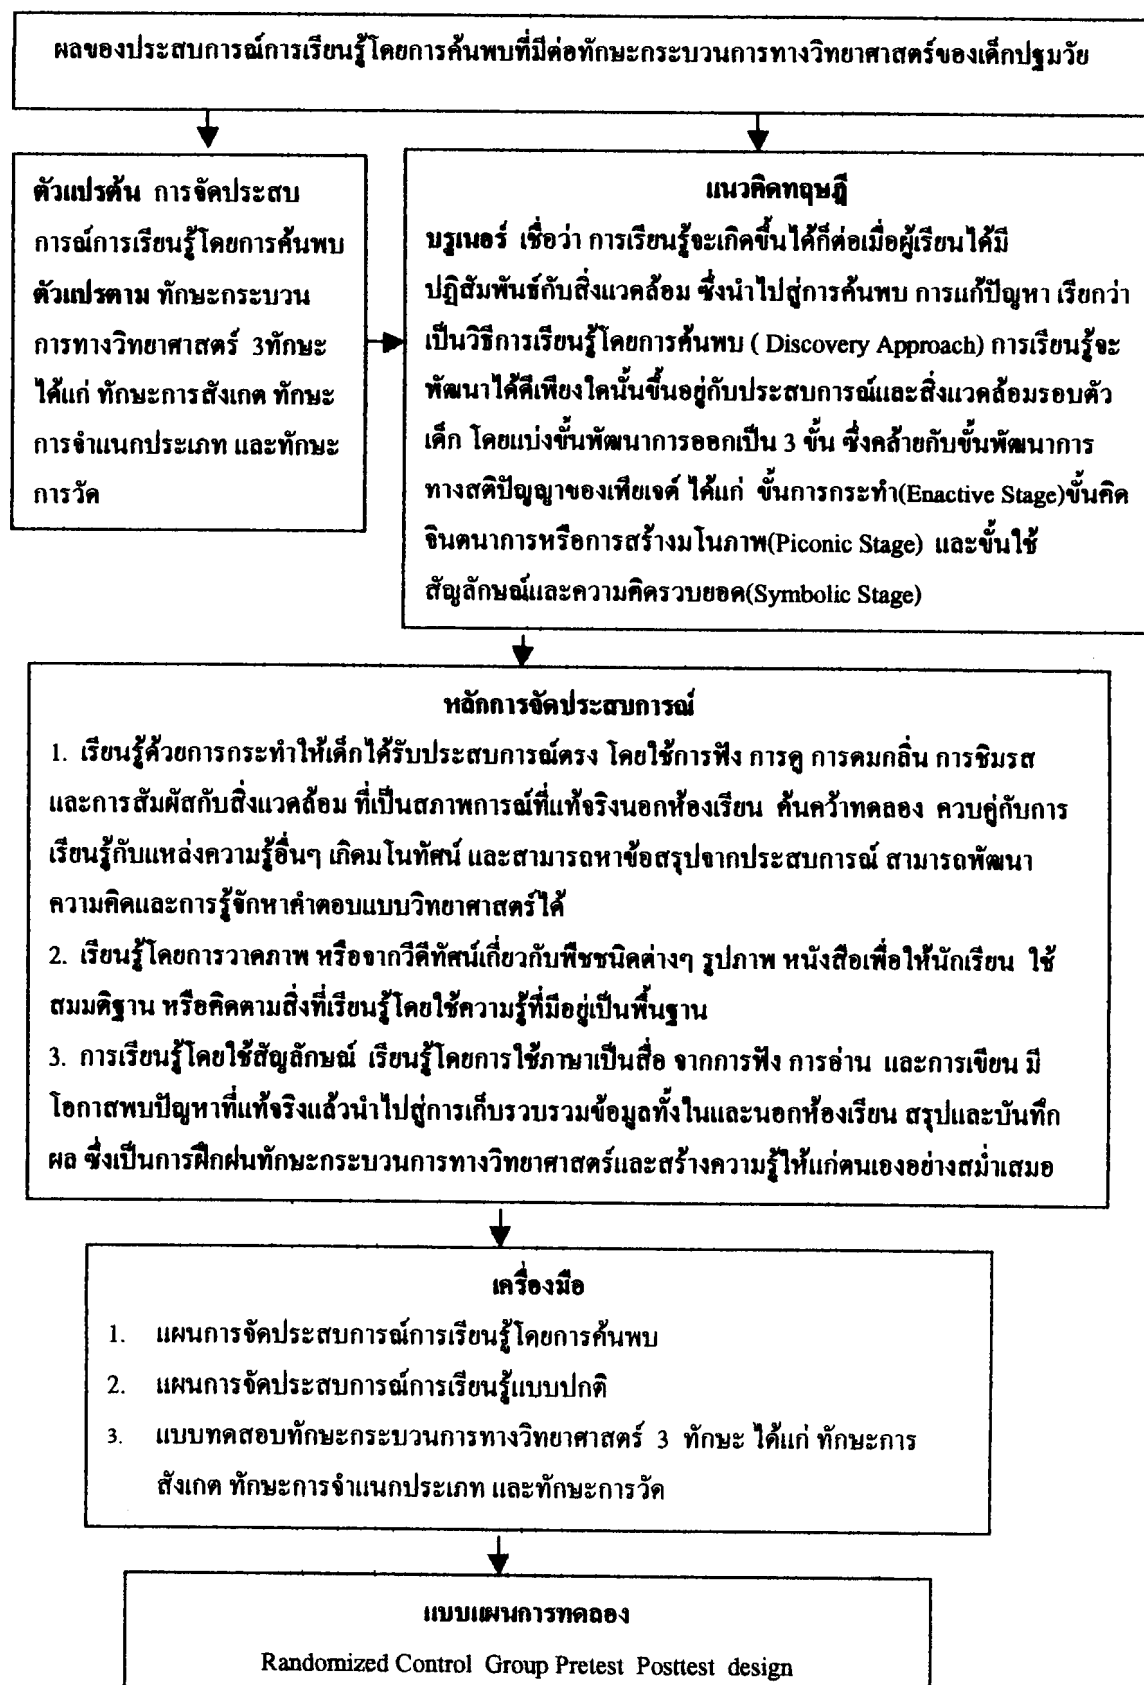 ผลของประสบการณ์การเรียนรู้โดยการค้นพบที่มีต่อทักษะกระบวนการทางวิทยาศาสตร์ของเด็กปฐมวัย
ตัวแปรต้น การจัดประสบ
การณ์การเรียนรู้โดยการค้นพบ
ตัวแปรตาม ทักษะกระบวน
การทางวิทยาศาสตร์ 3ทักษะ
ได้แก่ ทักษะการสังเกต ทักษะ
การจำแนกประเภท และทักษะ
การวัด
แนวคิดทฤษฎี
บรูเนอร์ เชื่อว่า การเรียนรู้จะเกิดขึ้นได้ก็ต่อเมื่อผู้เรียนได้มี
ปฏิสัมพันธ์กับสิ่งแวดล้อม ซึ่งนำไปสู่การค้นพบ การแก้ปัญหา เรียกว่า
เป็นวิธีการเรียนรู้โดยการค้นพบ ( Discovery Approach) การเรียนรู้จะ
พัฒนาได้ดีเพียงใดนั้นขึ้นอยู่กับประสบการณ์และสิ่งแวดล้อมรอบตัว
เด็ก โดยแบ่งขั้นพัฒนาการออกเป็น 3 ขั้น ซึ่งคล้ายกับขั้นพัฒนาการ
ทางสติปัญญาของเพียเจต์ ได้แก่ ขั้นการกระทำ(Enactive Stage)ขั้นคิด
จินตนาการหรือการสร้างมโนภาพ(Piconic Stage) และขั้นใช้
สัญลักษณ์และความคิดรวบยอด(Symbolic Stage)
หลักการจัดประสบการณ์
1. เรียนรู้ด้วยการกระทำให้เด็กได้รับประสบการณ์ตรง โดยใช้การฟัง การดู การดมกลิ่น การชิมรส
และการสัมผัสกับสิ่งแวดล้อม ที่เป็นสภาพการณ์ที่แท้จริงนอกห้องเรียน ค้นคว้าทดลอง ควบคู่กับการ
เรียนรู้กับแหล่งความรู้อื่นๆ เกิดมโนทัศน์ และสามารถหาข้อสรุปจากประสบการณ์ สามารถพัฒนา
ความคิดและการรู้จักหาคำตอบแบบวิทยาศาสตร์ได้
2. เรียนรู้โดยการวาดภาพ หรือจากวีดีทัศน์เกี่ยวกับพืชชนิดต่างๆ รูปภาพ หนังสือเพื่อให้นักเรียน ใช้
สมมติฐาน หรือคิดตามสิ่งที่เรียนรู้โดยใช้ความรู้ที่มีอยู่เป็นพื้นฐาน
3. การเรียนรู้โดยใช้สัญลักษณ์ เรียนรู้โดยการใช้ภาษาเป็นสื่อ จากการฟัง การอ่าน และการเขียน มี
โอกาสพบปัญหาที่แท้จริงแล้วนำไปสู่การเก็บรวบรวมข้อมูลทั้งในและนอกห้องเรียน สรุปและบันทึก
ผล ซึ่งเป็นการฝึกฝนทักษะกระบวนการทางวิทยาศาสตร์และสร้างความรู้ให้แก่ตนเองอย่างสม่ำเสมอ
เครื่องมือ
1. แผนการจัดประสบการณ์การเรียนรู้โดยการค้นพบ
2. แผนการจัดประสบการณ์การเรียนรู้แบบปกติ
3. แบบทดสอบทักษะกระบวนการทางวิทยาศาสตร์ 3 ทักษะ ได้แก่ ทักษะการ
สังเกต ทักษะการจำแนกประเภท และทักษะการวัด
แบบแผนการทดลอง
Randomized Control Group Pretest Posttest design